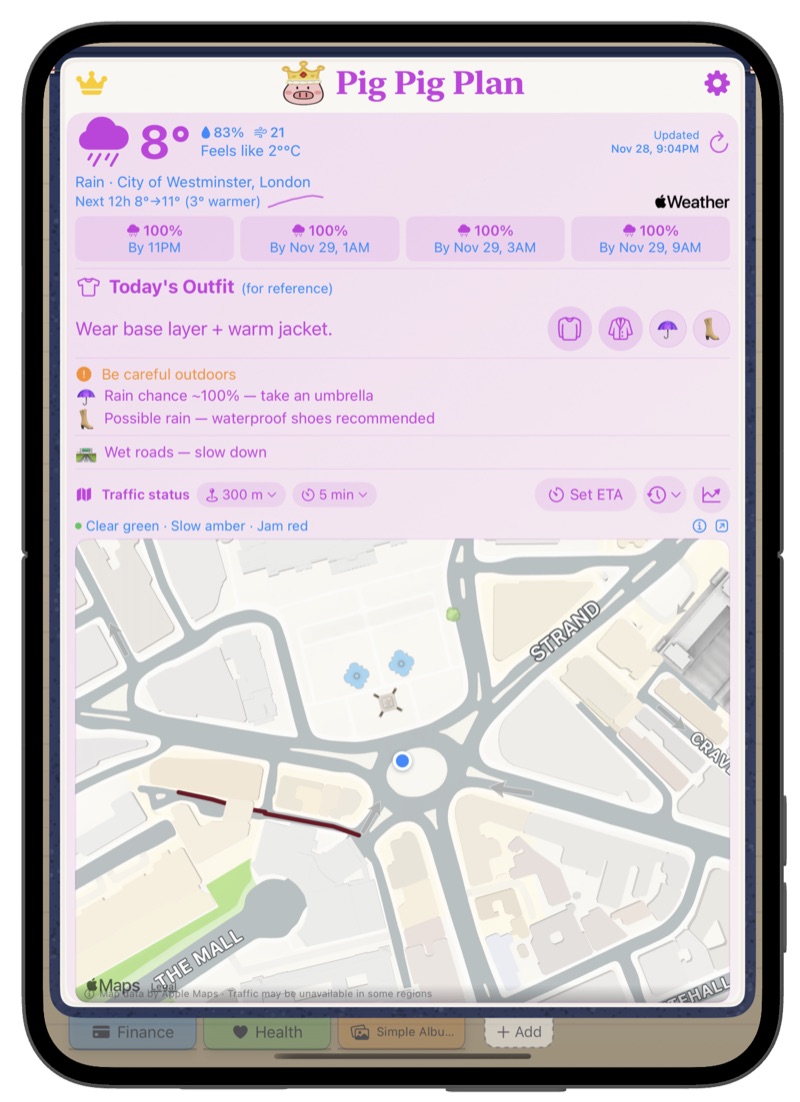 Pig Pig Plan
8° 83% 21
Feels like 2°°C
Updated
Nov 28, 9:04PM
Rain · City of Westminster, London
Next 12h 8°→11° (3° warmer)
Weather
100% 100% 100% 100%
By 11PM By Nov 29, 1AM By Nov 29, 3AM By Nov 29, 9AM
Today's Outfit (for reference)
Wear base layer + warm jacket.
Be careful outdoors
Rain chance ~100% — take an umbrella
Possible rain — waterproof shoes recommended
Wet roads — slow down
Traffic status 300 m 5 min Set ETA
Clear green · Slow amber · Jam red
STRAND
CRAV
THE MALL
Maps Legal
Map data by Apple Maps · Traffic may be unavailable in some regions
TEHALL
Finance Health Simple Albu... + Add